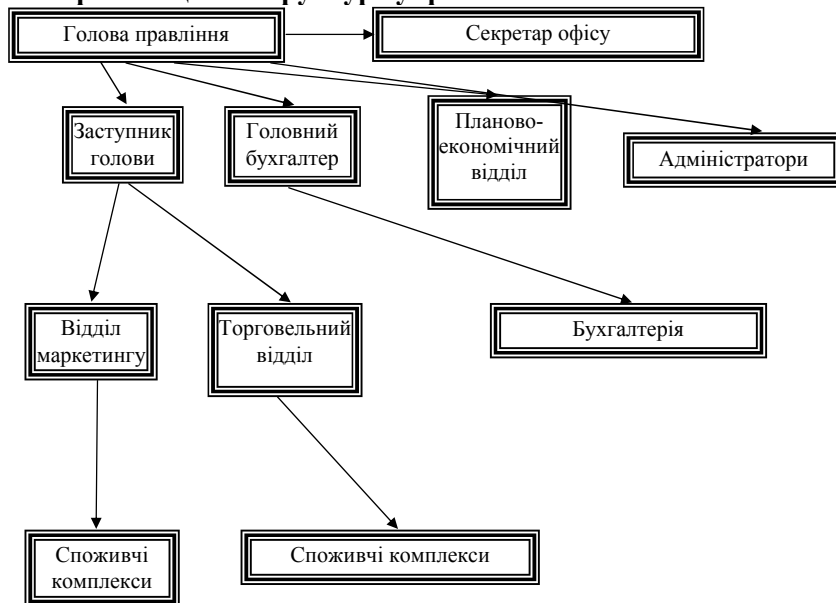 Голова правління
Секретар офісу
Заступник
голови
Головний
бухгалтер
Планово-
економічний
відділ
Адміністратори
Відділ
маркетингу
Торговельний
відділ
Бухгалтерія
Споживчі
комплекси
Споживчі комплекси